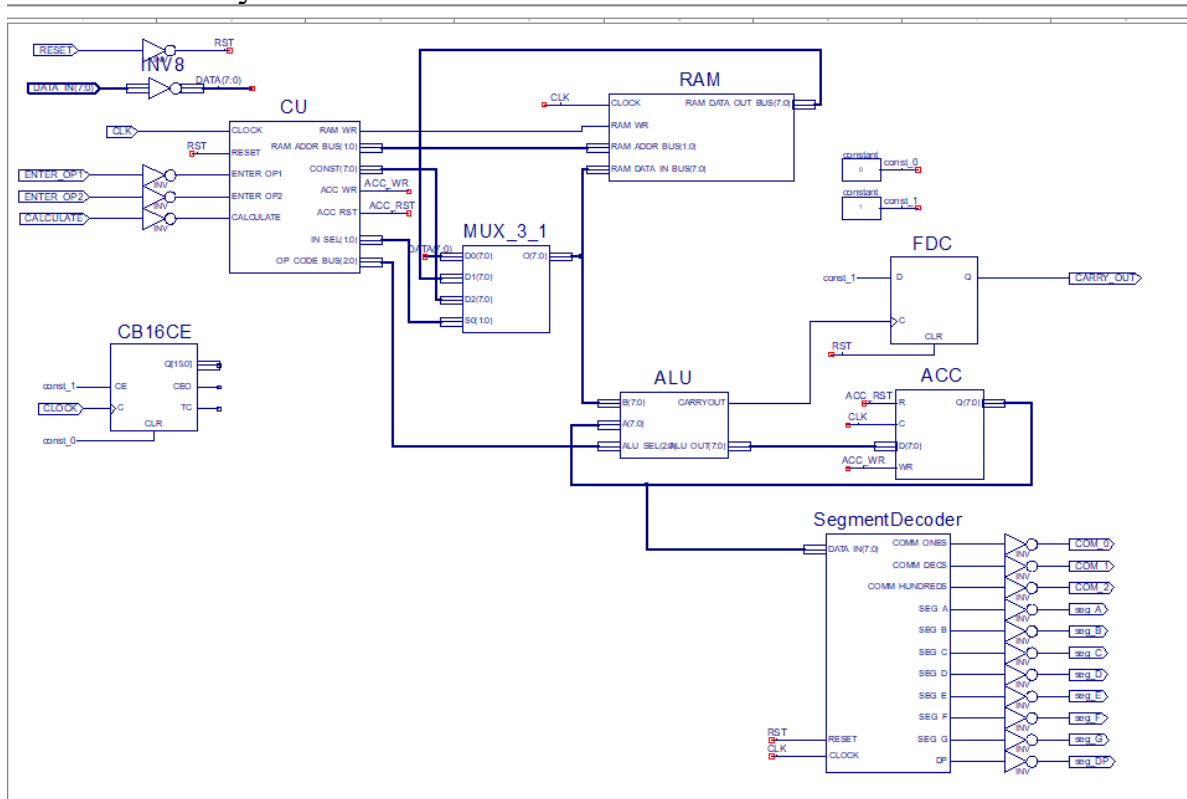 RESET
INV
RST
INV8
DATA_IN(7:0)
DATA(7:0)
CU
CLK
CLOCK
RAM WR
RST
RESET
RAM ADDR BUS(1:0)
ENTER_OP1
INV
ENTER OP1
CONST(7:0)
ENTER_OP2
INV
ENTER OP2
ACC WR
ACC_WR
CALCULATE
INV
CALCULATE
ACC RST
ACC_RST
IN SEL(1:0)
OP CODE BUS(2:0)
RAM
CLK
CLOCK
RAM DATA OUT BUS(7:0)
RAM WR
RAM ADDR BUS(1:0)
RAM DATA IN BUS(7:0)
constant
0
const_0
constant
1
const_1
MUX_3_1
DATA(7:0)
D0(7:0)
O(7:0)
D1(7:0)
D2(7:0)
S0(1:0)
FDC
const_1
D
Q
CARRY_OUT
C
CLR
RST
CB16CE
Q[15:0]
const_1
CE
CEO
CLOCK
C
TC
CLR
const_0
ALU
B(7:0)
CARRYOUT
A(7:0)
ALU SEL(2:0)
ALU OUT(7:0)
ACC
ACC_RST
R
Q(7:0)
CLK
C
D(7:0)
ACC_WR
WR
SegmentDecoder
DATA IN(7:0)
COMM ONES
INV
COM_0
COMM DECS
INV
COM_1
COMM HUNDREDS
INV
COM_2
SEG A
INV
seg_A
SEG B
INV
seg_B
SEG C
INV
seg_C
SEG D
INV
seg_D
SEG E
INV
seg_E
SEG F
INV
seg_F
RST
RESET
SEG G
INV
seg_G
CLK
CLOCK
DP
INV
seg_DP